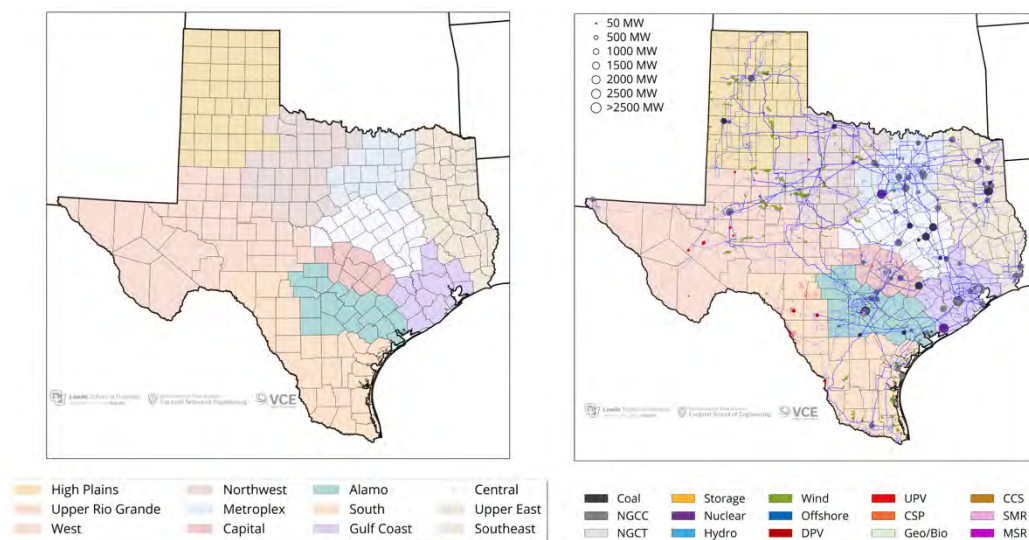 50 MW
500 MW
1000 MW
1500 MW
2000 MW
2500 MW
>2500 MW
VCE
VCE
High Plains
Northwest
Alamo
Central
Upper Rio Grande
Metroplex
South
Upper East
West
Capital
Gulf Coast
Southeast
Coal
Storage
Wind
UPV
CCS
NGCC
Nuclear
Offshore
CSP
SMR
NGCT
Hydro
DPV
Geo/Bio
MSR